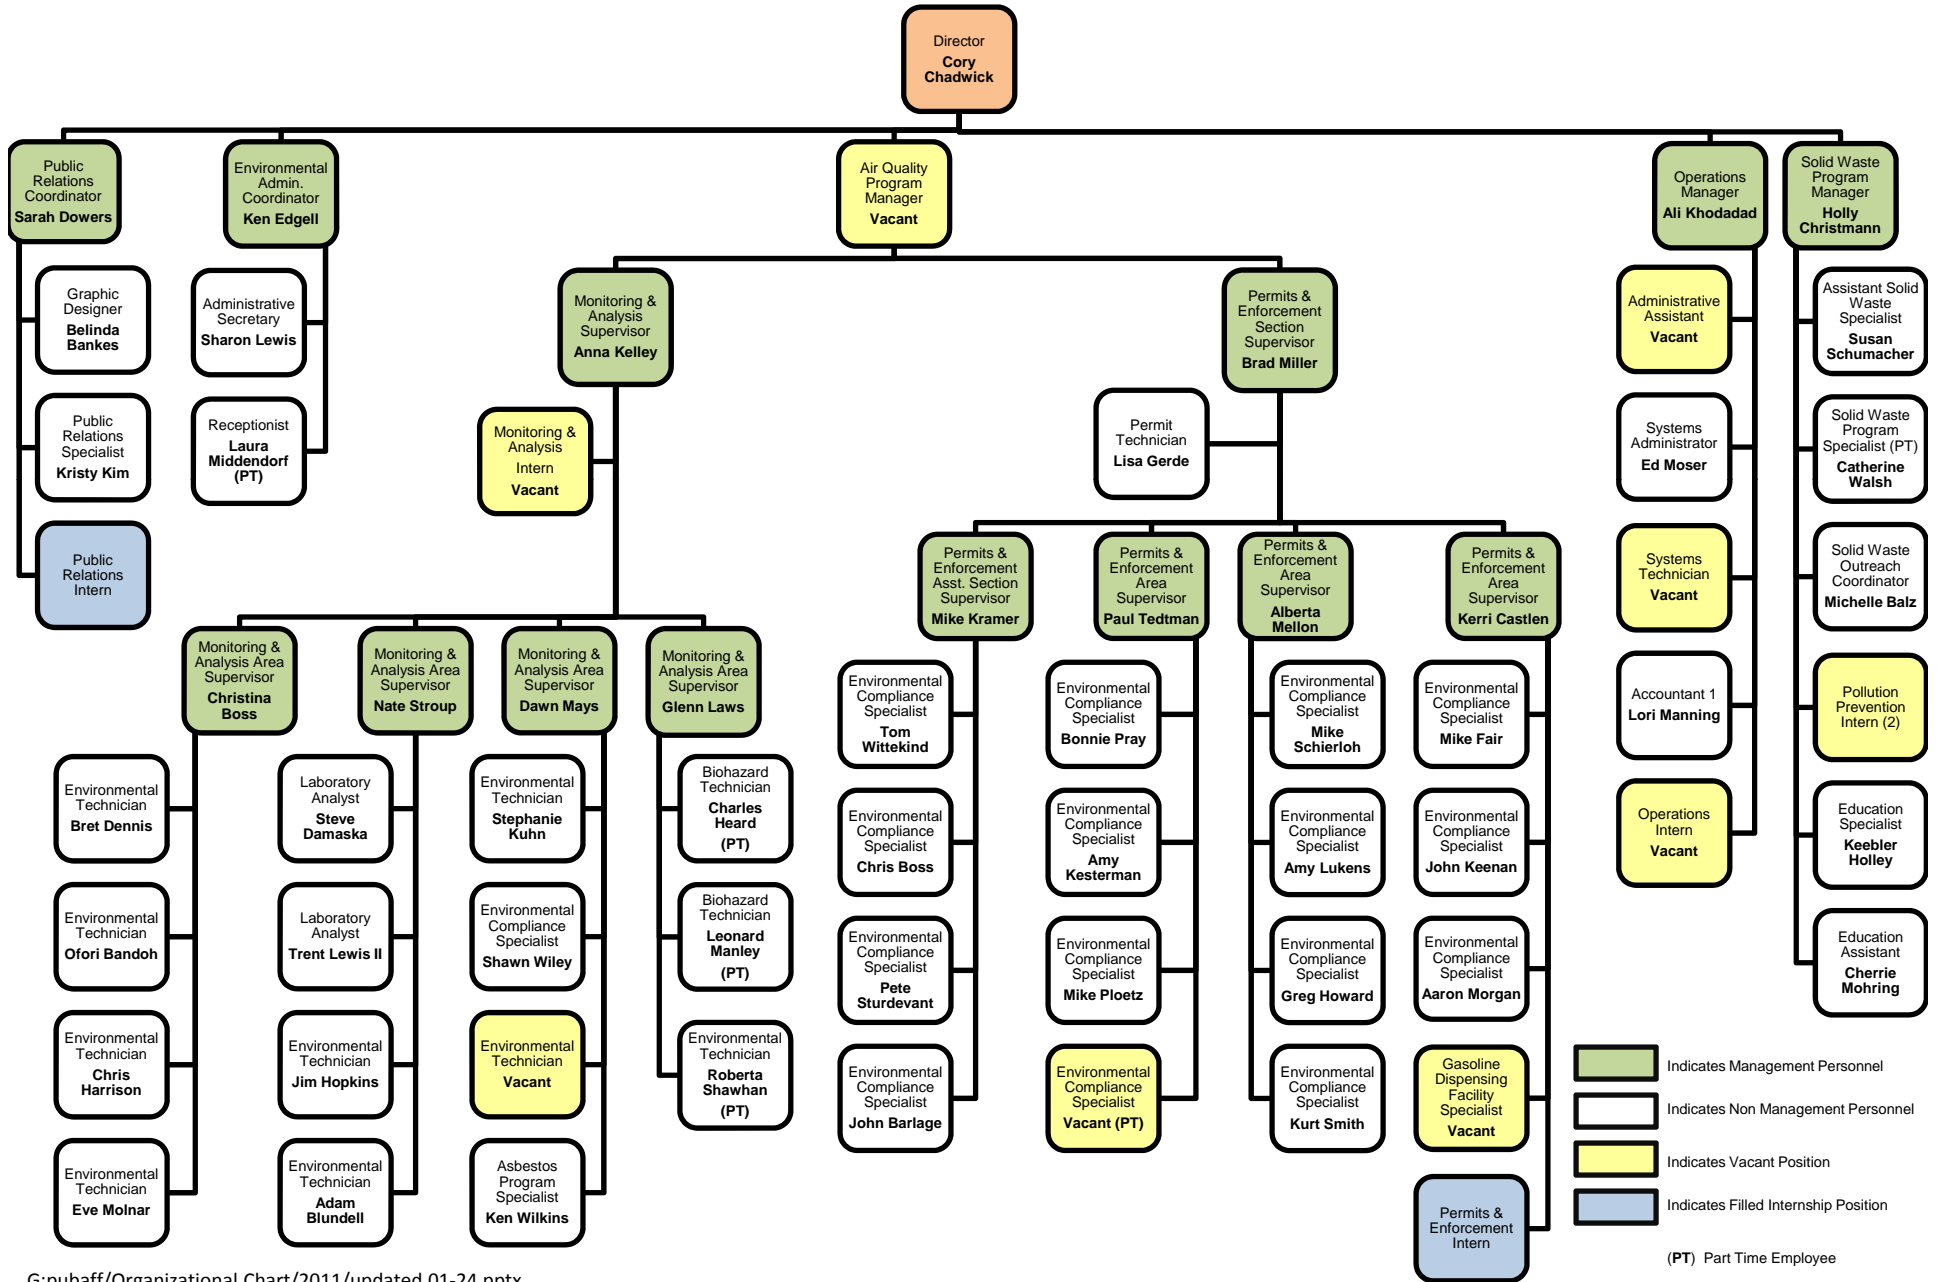 Director
Cory
Chadwick
Public
Relations
Coordinator
Sarah Dowers
Environmental
Admin.
Coordinator
Ken Edgell
Air Quality
Program
Manager
Vacant
Operations
Manager
Ali Khodadad
Solid Waste
Program
Manager
Holly
Christmann
Graphic
Designer
Belinda
Bankes
Public
Relations
Specialist
Kristy Kim
Public
Relations
Intern
Administrative
Secretary
Sharon Lewis
Receptionist
Laura
Middendorf
(PT)
Monitoring &
Analysis
Supervisor
Anna Kelley
Monitoring &
Analysis
Intern
Vacant
Permits &
Enforcement
Section
Supervisor
Brad Miller
Permit
Technician
Lisa Gerde
Administrative
Assistant
Vacant
Systems
Administrator
Ed Moser
Systems
Technician
Vacant
Accountant 1
Lori Manning
Operations
Intern
Vacant
Assistant Solid
Waste
Specialist
Susan
Schumacher
Solid Waste
Program
Specialist (PT)
Catherine
Walsh
Solid Waste
Outreach
Coordinator
Michelle Balz
Pollution
Prevention
Intern (2)
Education
Specialist
Keebler
Holley
Education
Assistant
Cherrie
Mohring
Monitoring &
Analysis Area
Supervisor
Christina
Boss
Environmental
Technician
Bret Dennis
Environmental
Technician
Ofori Bandoh
Environmental
Technician
Chris
Harrison
Environmental
Technician
Eve Molnar
Monitoring &
Analysis Area
Supervisor
Nate Stroup
Laboratory
Analyst
Steve
Damaska
Laboratory
Analyst
Trent Lewis II
Environmental
Technician
Jim Hopkins
Environmental
Technician
Adam
Blundell
Monitoring &
Analysis Area
Supervisor
Dawn Mays
Environmental
Technician
Stephanie
Kuhn
Environmental
Compliance
Specialist
Shawn Wiley
Environmental
Technician
Vacant
Asbestos
Program
Specialist
Ken Wilkins
Monitoring &
Analysis Area
Supervisor
Glenn Laws
Biohazard
Technician
Charles
Heard
(PT)
Biohazard
Technician
Leonard
Manley
(PT)
Environmental
Technician
Roberta
Shawhan
(PT)
Permits &
Enforcement
Asst. Section
Supervisor
Mike Kramer
Environmental
Compliance
Specialist
Tom
Wittekind
Environmental
Compliance
Specialist
Chris Boss
Environmental
Compliance
Specialist
Pete
Sturdevant
Environmental
Compliance
Specialist
John Barlage
Permits &
Enforcement
Area
Supervisor
Paul Tedtman
Environmental
Compliance
Specialist
Bonnie Pray
Environmental
Compliance
Specialist
Amy
Kesterman
Environmental
Compliance
Specialist
Mike Ploetz
Environmental
Compliance
Specialist
Vacant (PT)
Permits &
Enforcement
Area
Supervisor
Alberta
Mellon
Environmental
Compliance
Specialist
Mike
Schierloh
Environmental
Compliance
Specialist
Amy Lukens
Environmental
Compliance
Specialist
Greg Howard
Environmental
Compliance
Specialist
Kurt Smith
Permits &
Enforcement
Area
Supervisor
Kerri Castlen
Environmental
Compliance
Specialist
Mike Fair
Environmental
Compliance
Specialist
John Keenan
Environmental
Compliance
Specialist
Aaron Morgan
Gasoline
Dispensing
Facility
Specialist
Vacant
Permits &
Enforcement
Intern
Indicates Management Personnel
Indicates Non Management Personnel
Indicates Vacant Position
Indicates Filled Internship Position
(PT) Part Time Employee
G:pubaff/Organizational Chart/2011/updated 01-24.pptx